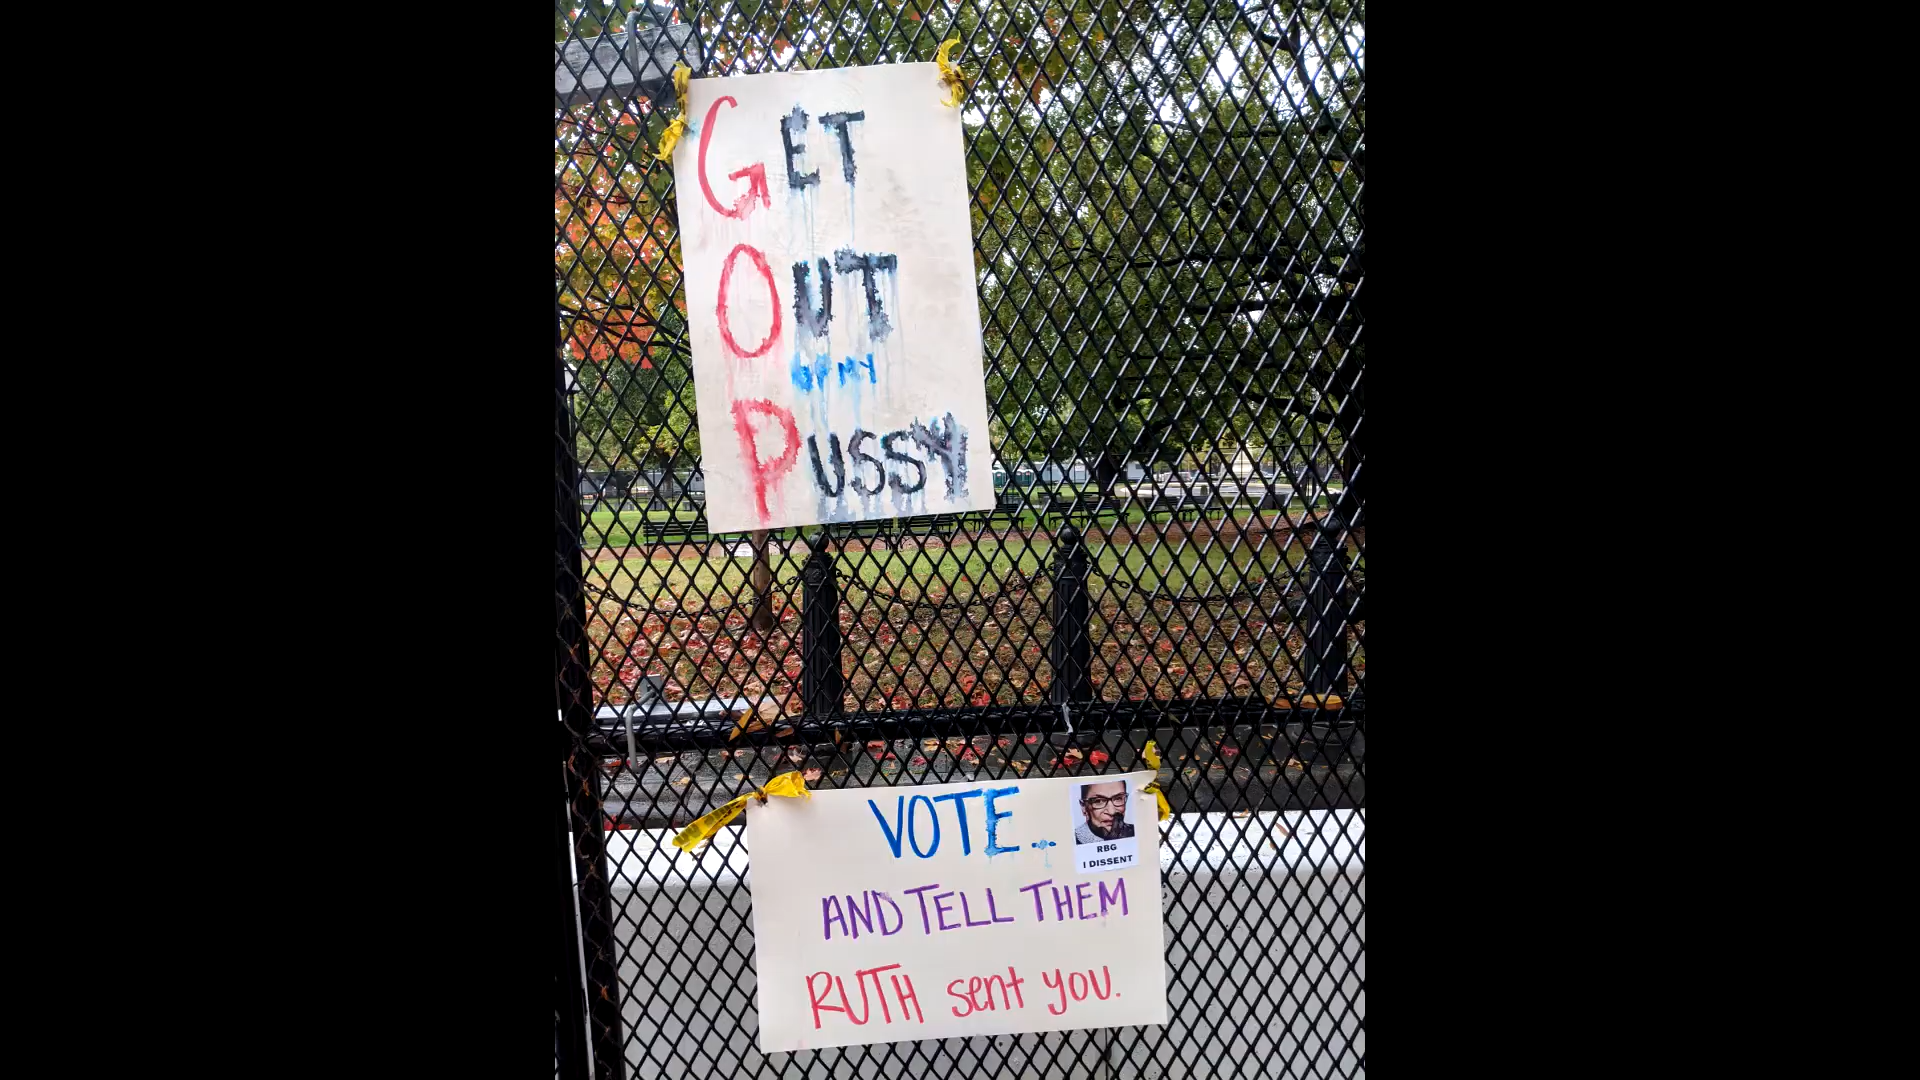 GET
OUT
OF MY
PUSSY
VOTE...
RBG
I DISSENT
AND TELL THEM
RUTH sent you.